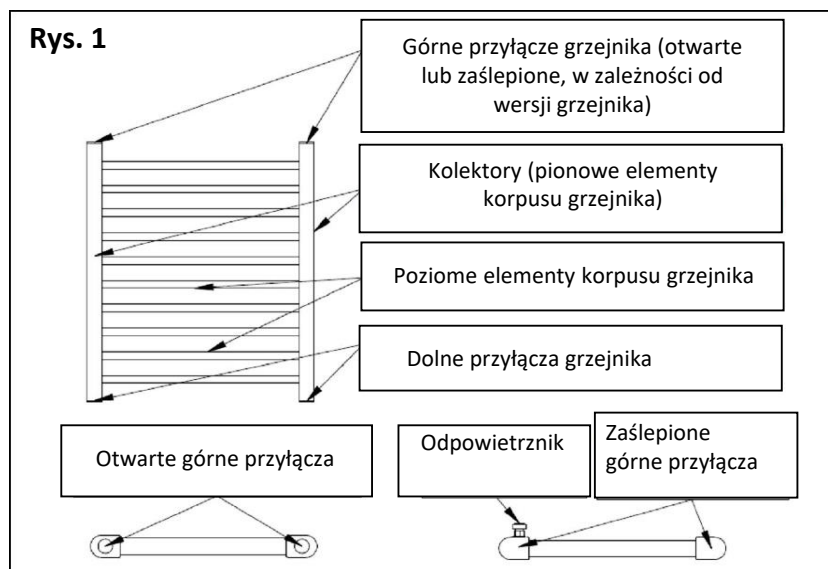 Rys. 1
Górne przyłącze grzejnika (otwarte
lub zaślepione, w zależności od
wersji grzejnika)
Kolektory (pionowe elementy
korpusu grzejnika)
Poziome elementy korpusu grzejnika
Dolne przyłącza grzejnika
Otwarte górne przyłącza
Odpowietrznik
Zaślepione
górne przyłącza